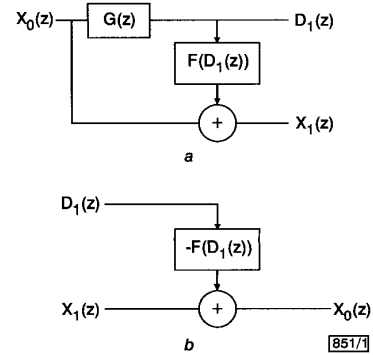 X₀(z) G(z) D₁(z)
F(D₁(z))
+ X₁(z)
a
D₁(z)
-F(D₁(z))
X₁(z) + X₀(z)
b
851/1